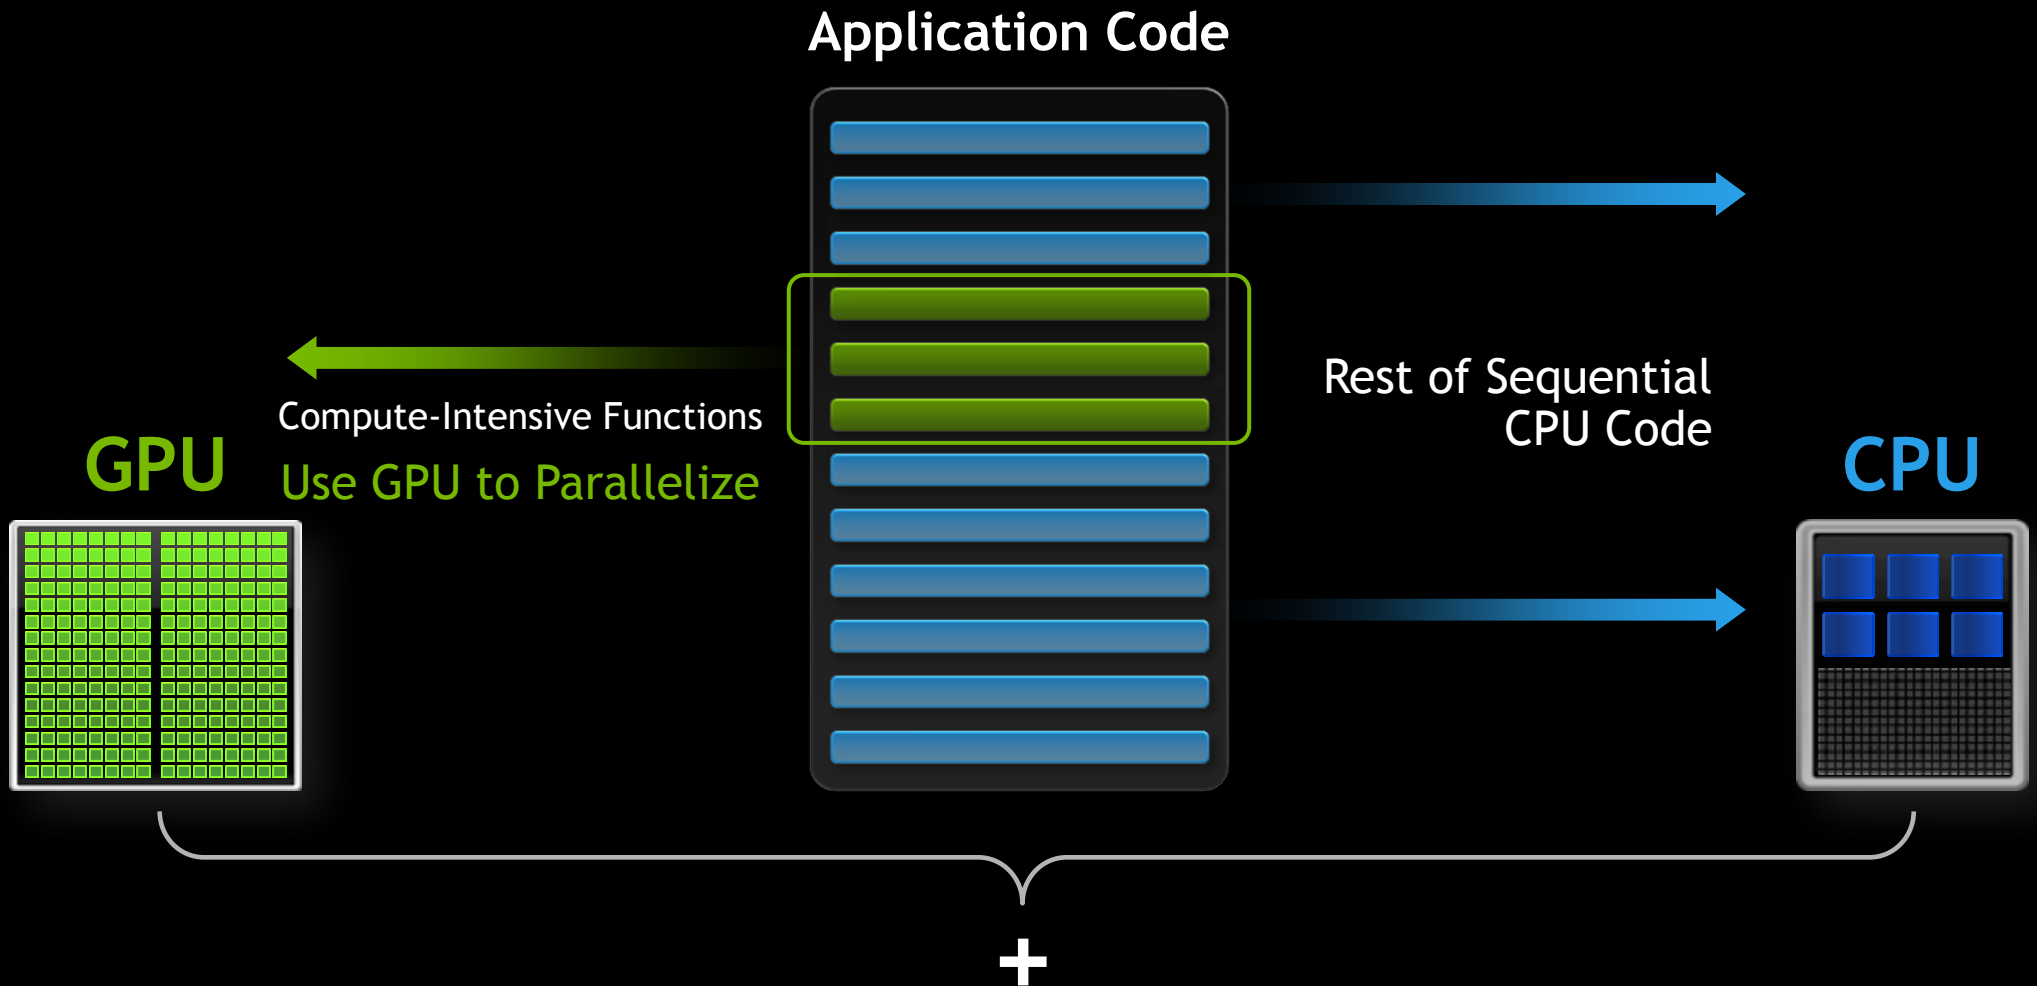 Application Code
Compute-Intensive Functions
Use GPU to Parallelize
GPU
Rest of Sequential
CPU Code
CPU
+